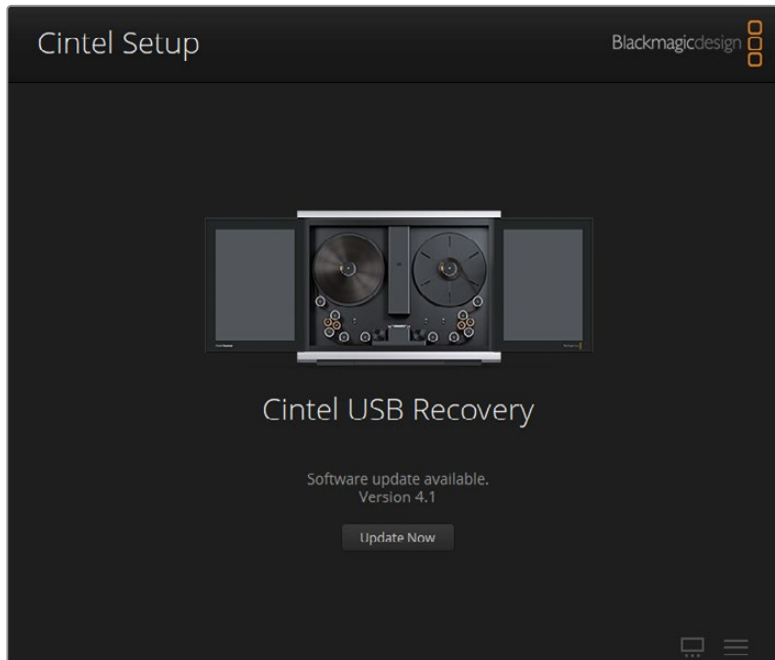 Cintel Setup
Blackmagicdesign
Cintel USB Recovery
Software update available.
Version 4.1
Update Now